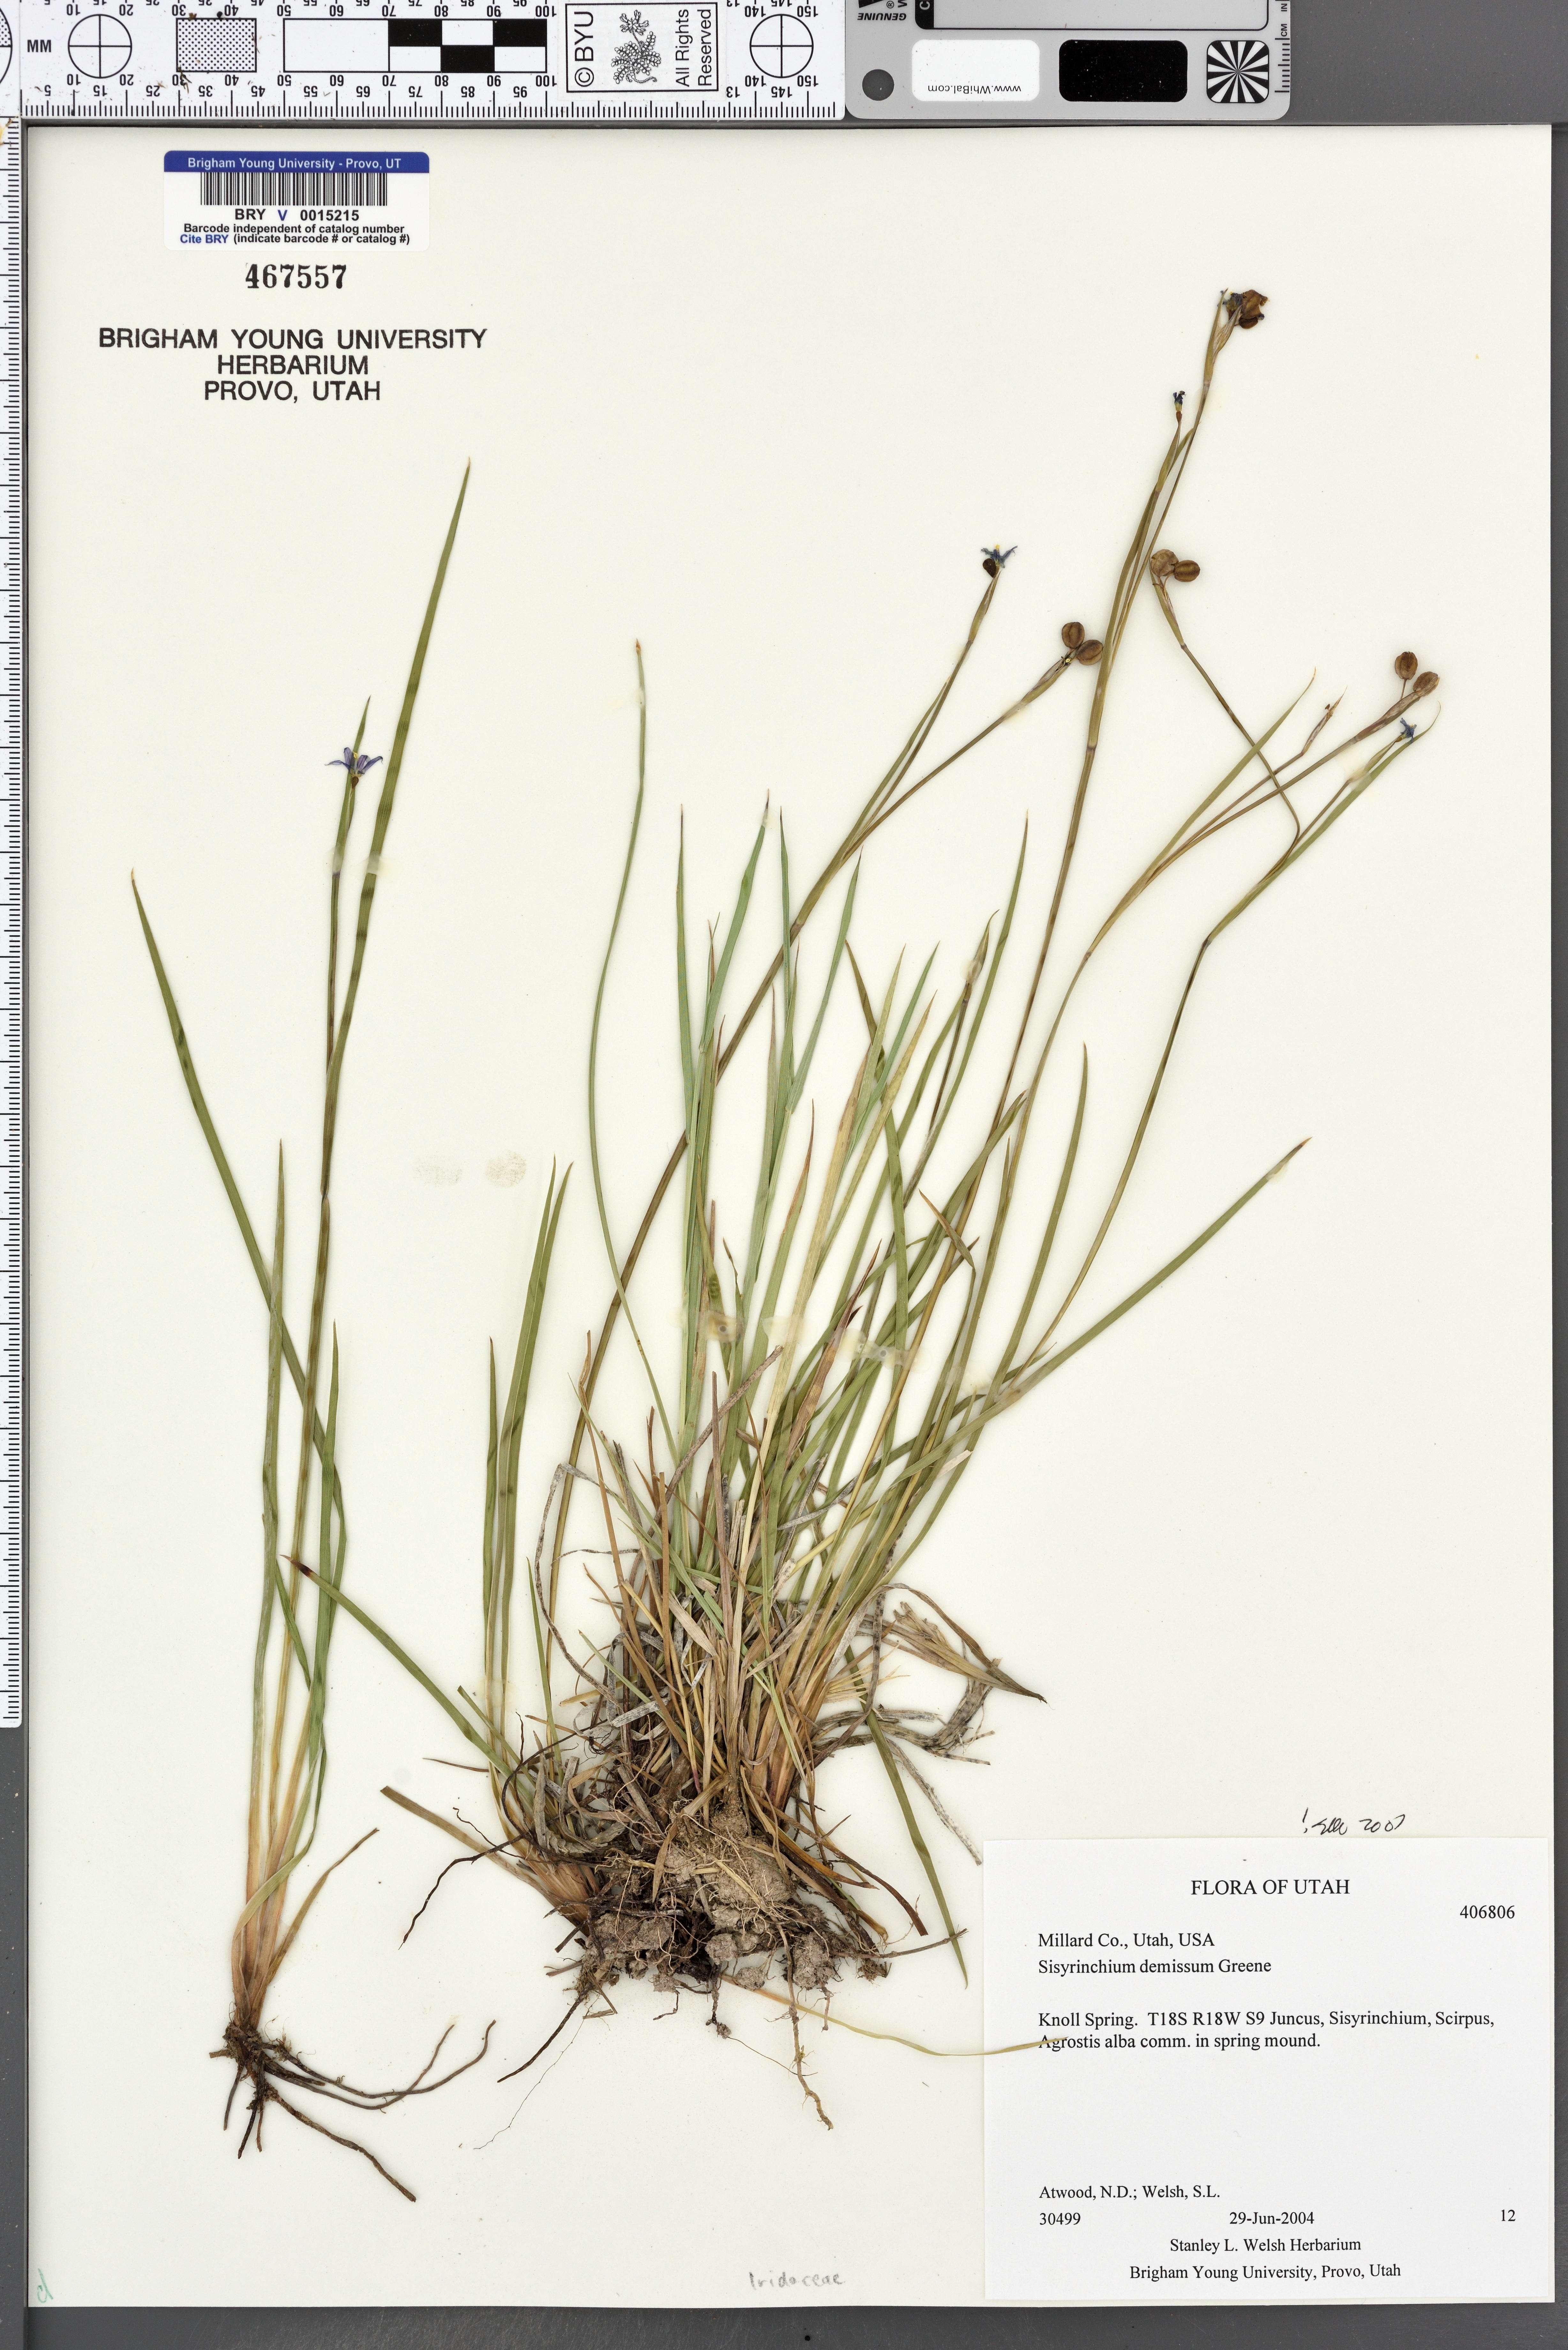 MM
© BYU
All Rights
Reserved
GENUINE
www.WhiBal.com
Brigham Young University - Provo, UT
BRY V 0015215
Barcode independent of catalog number
Cite BRY (indicate barcode # or catalog #)
467557
BRIGHAM YOUNG UNIVERSITY
HERBARIUM
PROVO, UTAH
FLORA OF UTAH
406806
Millard Co., Utah, USA
Sisyrinchium demissum Greene
Knoll Spring. T18S R18W S9 Juncus, Sisyrinchium, Scirpus,
Agrostis alba comm. in spring mound.
Atwood, N.D.; Welsh, S.L.
30499 29-Jun-2004 12
Stanley L. Welsh Herbarium
Brigham Young University, Provo, Utah
Iridaceae